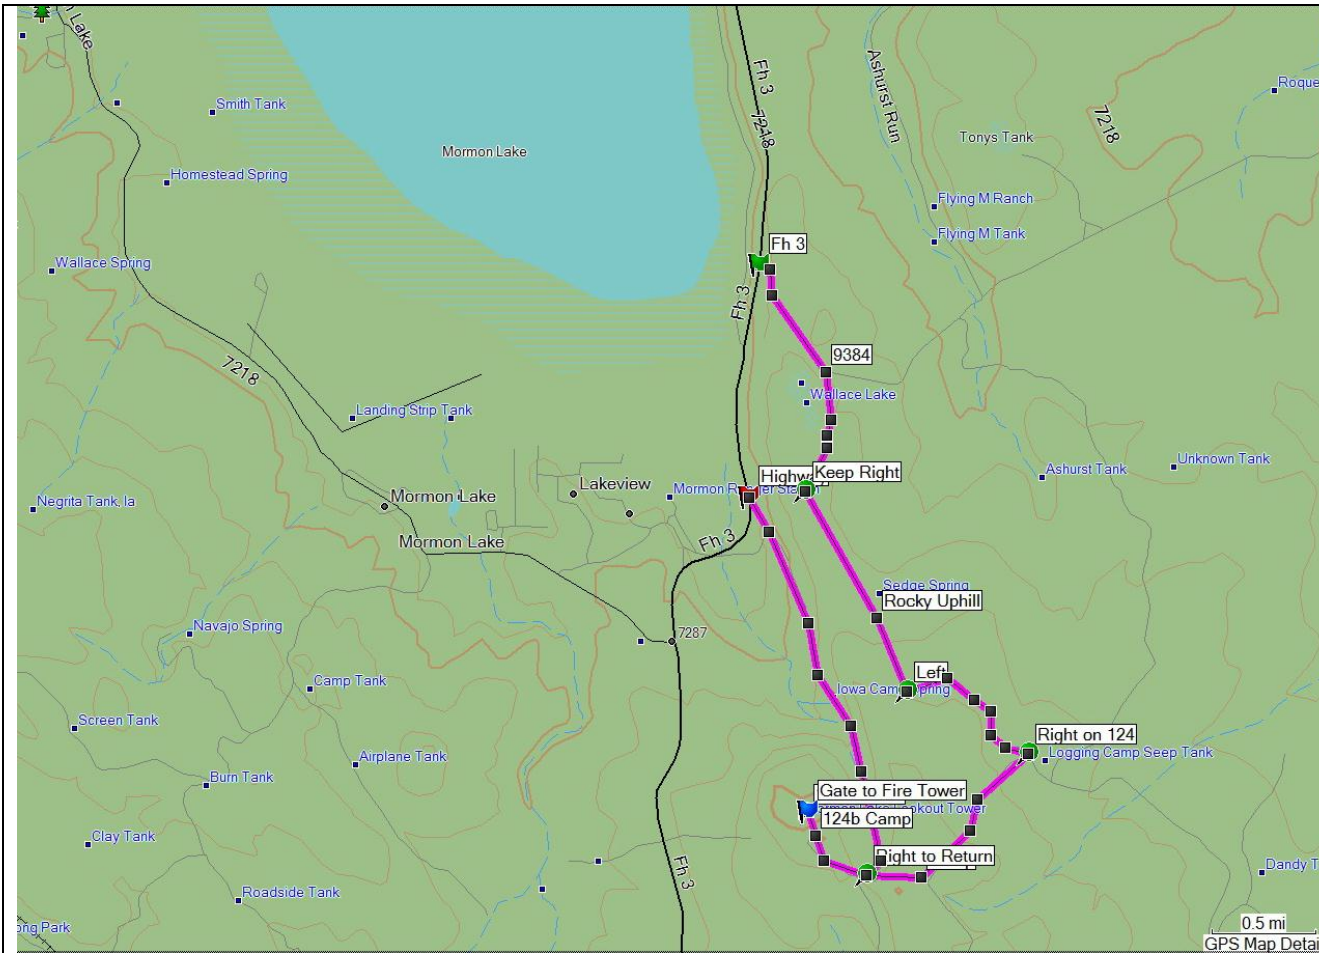 Lake
Fh 3
7218
Ashurst Run
Roque
7218
Smith Tank
Tonys Tank
Mormon Lake
Homestead Spring
Flying M Ranch
Flying M Tank
Fh 3
Wallace Spring
Fh 3
9384
7218
Wallace Lake
Landing Strip Tank
Unknown Tank
Keep Right
Ashurst Tank
Lakeview
Mormon Lake
Negrita Tank, la
Mormon Lake
Fh 3
Sedge Spring
Rocky Uphill
Navajo Spring
7287
Left
Camp Tank
Iowa Camp Spring
Screen Tank
Right on 124
Logging Camp Seep Tank
Airplane Tank
Burn Tank
Gate to Fire Tower
124b Camp
Clay Tank
Right to Return
Fh 3
Dandy T
Roadside Tank
ong Park
0.5 mi
GPS Map Detai